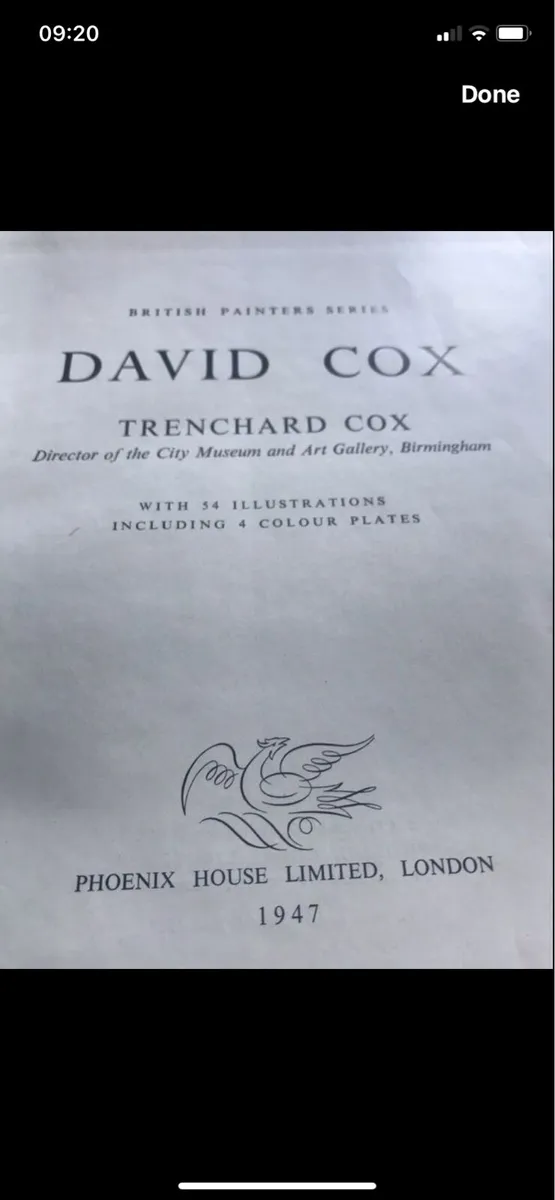 09:20
Done
BRITISH PAINTERS SERIES
DAVID COX
TRENCHARD COX
Director of the City Museum and Art Gallery, Birmingham
WITH 54 ILLUSTRATIONS
INCLUDING 4 COLOUR PLATES
PHOENIX HOUSE LIMITED, LONDON
1947